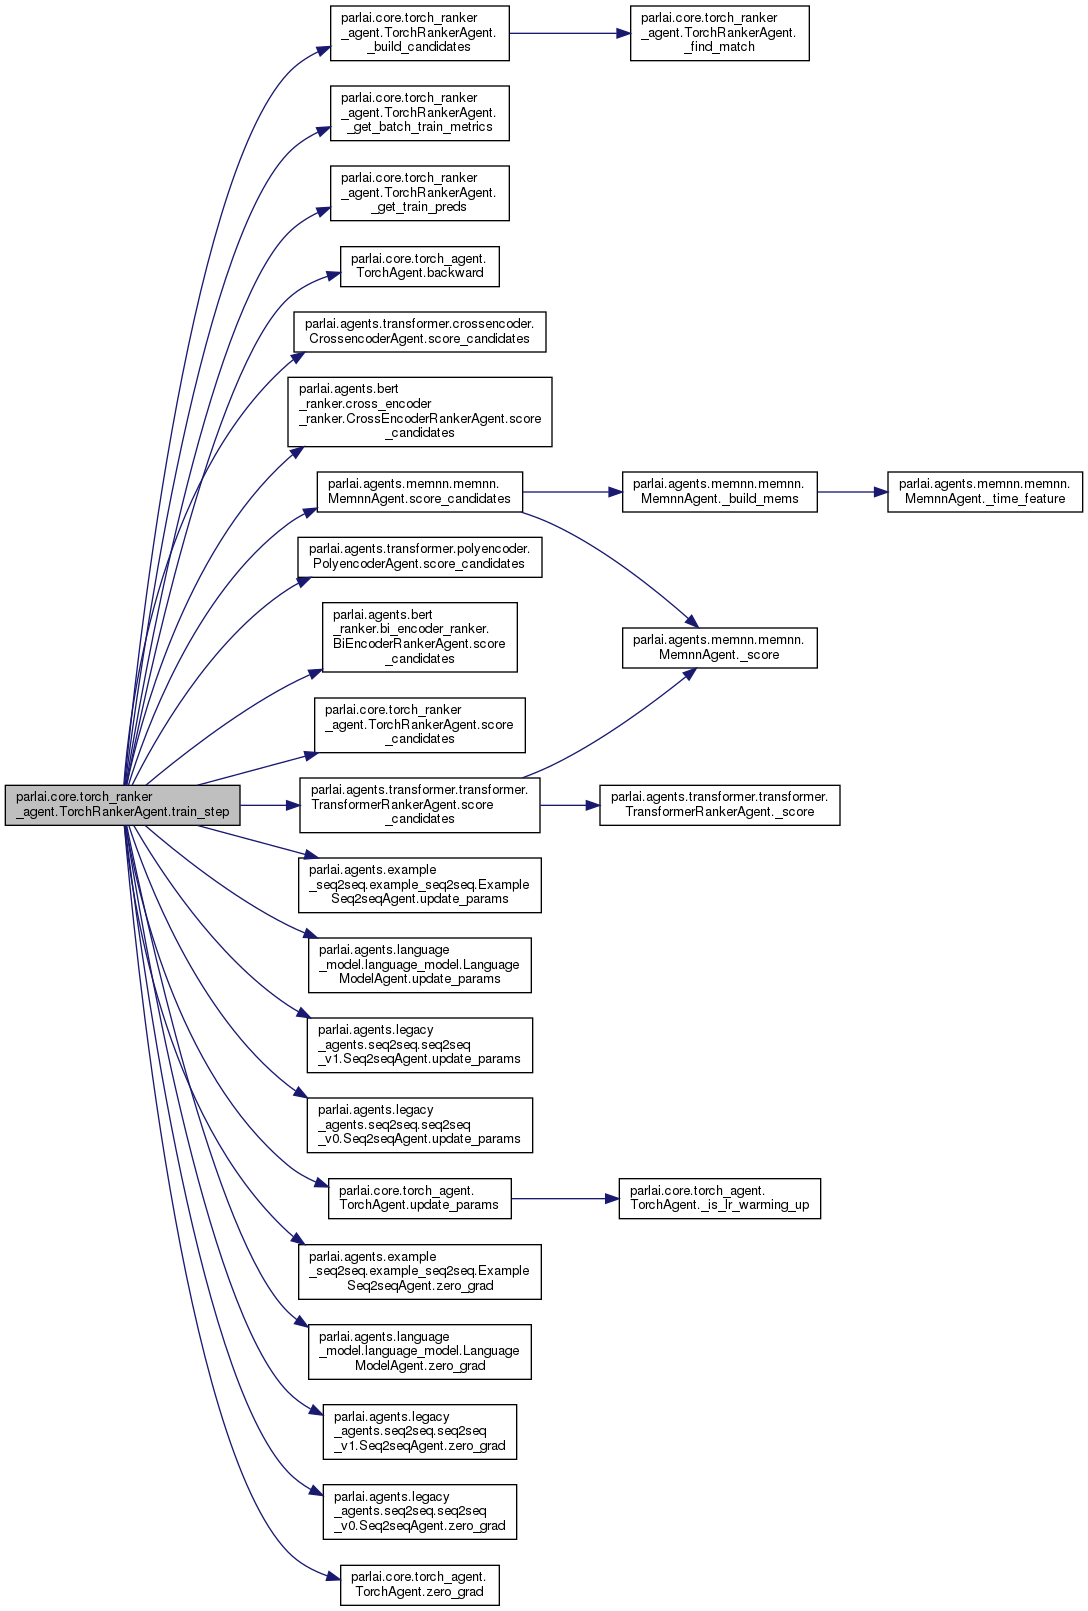 parlai.core.torch_ranker
_agent.TorchRankerAgent.
_build_candidates
parlai.core.torch_ranker
_agent.TorchRankerAgent.
_find_match
parlai.core.torch_ranker
_agent.TorchRankerAgent.
_get_batch_train_metrics
parlai.core.torch_ranker
_agent.TorchRankerAgent.
_get_train_preds
parlai.core.torch_agent.
TorchAgent.backward
parlai.agents.transformer.crossencoder.
CrossencoderAgent.score_candidates
parlai.agents.bert
_ranker.cross_encoder
_ranker.CrossEncoderRankerAgent.score
_candidates
parlai.agents.memnn.memnn.
MemnnAgent.score_candidates
parlai.agents.memnn.memnn.
MemnnAgent._build_mems
parlai.agents.memnn.memnn.
MemnnAgent._time_feature
parlai.agents.transformer.polyencoder.
PolyencoderAgent.score_candidates
parlai.agents.bert
_ranker.bi_encoder_ranker.
BiEncoderRankerAgent.score
_candidates
parlai.agents.memnn.memnn.
MemnnAgent._score
parlai.core.torch_ranker
_agent.TorchRankerAgent.score
_candidates
parlai.core.torch_ranker
_agent.TorchRankerAgent.train_step
parlai.agents.transformer.transformer.
TransformerRankerAgent.score
_candidates
parlai.agents.transformer.transformer.
TransformerRankerAgent._score
parlai.agents.example
_seq2seq.example_seq2seq.Example
Seq2seqAgent.update_params
parlai.agents.language
_model.language_model.Language
ModelAgent.update_params
parlai.agents.legacy
_agents.seq2seq.seq2seq
_v1.Seq2seqAgent.update_params
parlai.agents.legacy
_agents.seq2seq.seq2seq
_v0.Seq2seqAgent.update_params
parlai.core.torch_agent.
TorchAgent.update_params
parlai.core.torch_agent.
TorchAgent._is_lr_warming_up
parlai.agents.example
_seq2seq.example_seq2seq.Example
Seq2seqAgent.zero_grad
parlai.agents.language
_model.language_model.Language
ModelAgent.zero_grad
parlai.agents.legacy
_agents.seq2seq.seq2seq
_v1.Seq2seqAgent.zero_grad
parlai.agents.legacy
_agents.seq2seq.seq2seq
_v0.Seq2seqAgent.zero_grad
parlai.core.torch_agent.
TorchAgent.zero_grad